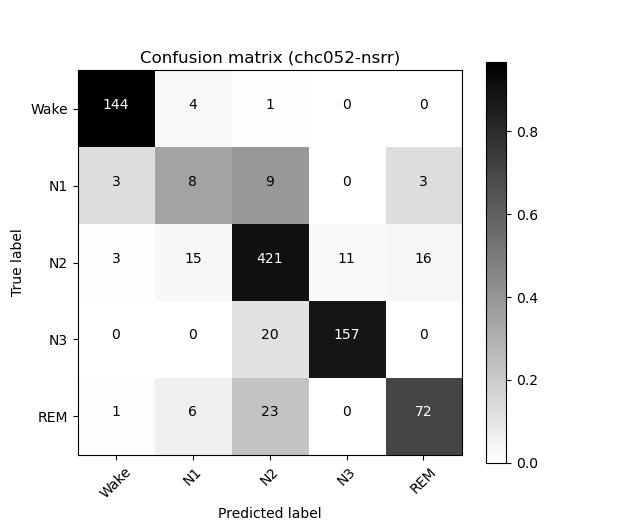 Confusion matrix (chc052-nsrr)
Wake 144 4 1 0 0
N1 3 8 9 0 3
N2 3 15 421 11 16
N3 0 0 20 157 0
REM 1 6 23 0 72
Wake N1 N2 N3 REM
Predicted label
True label
0.8
0.6
0.4
0.2
0.0